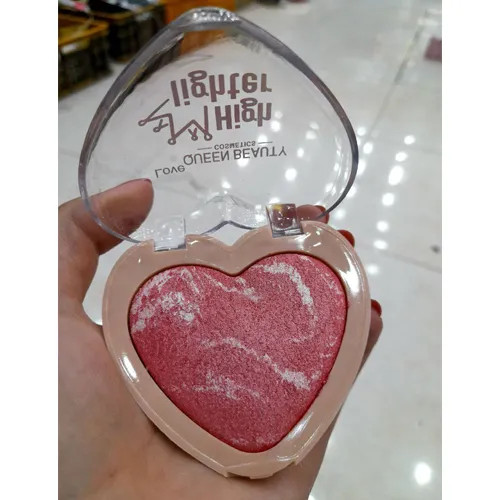 Love
QUEEN BEAUTY
COSMETICS
High
lighter